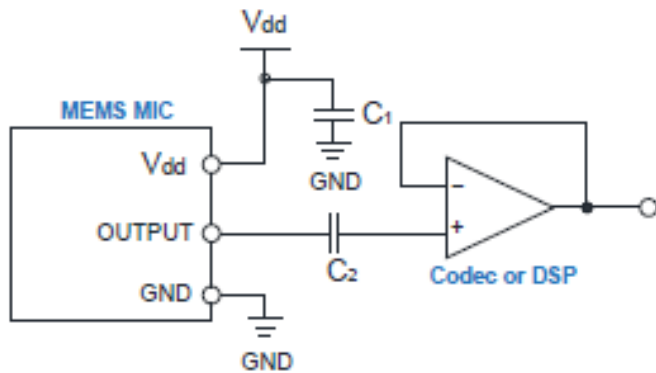 Vdd
MEMS MIC
C₁
Vdd
GND
−
OUTPUT
+
C₂
Codec or DSP
GND
GND